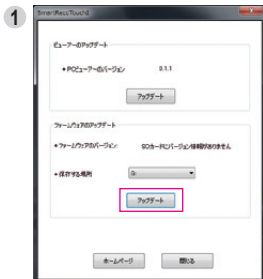 1
SmartRecoTouch1
ビューアーのアップデート
• PCビューアーのバージョン 0.1.1
アップデート
ファームウェアのアップデート
• ファームウェアのバージョン: SDカードにバージョン情報がありません
• 保存する場所 G:
アップデート
ホームページ
閉じる